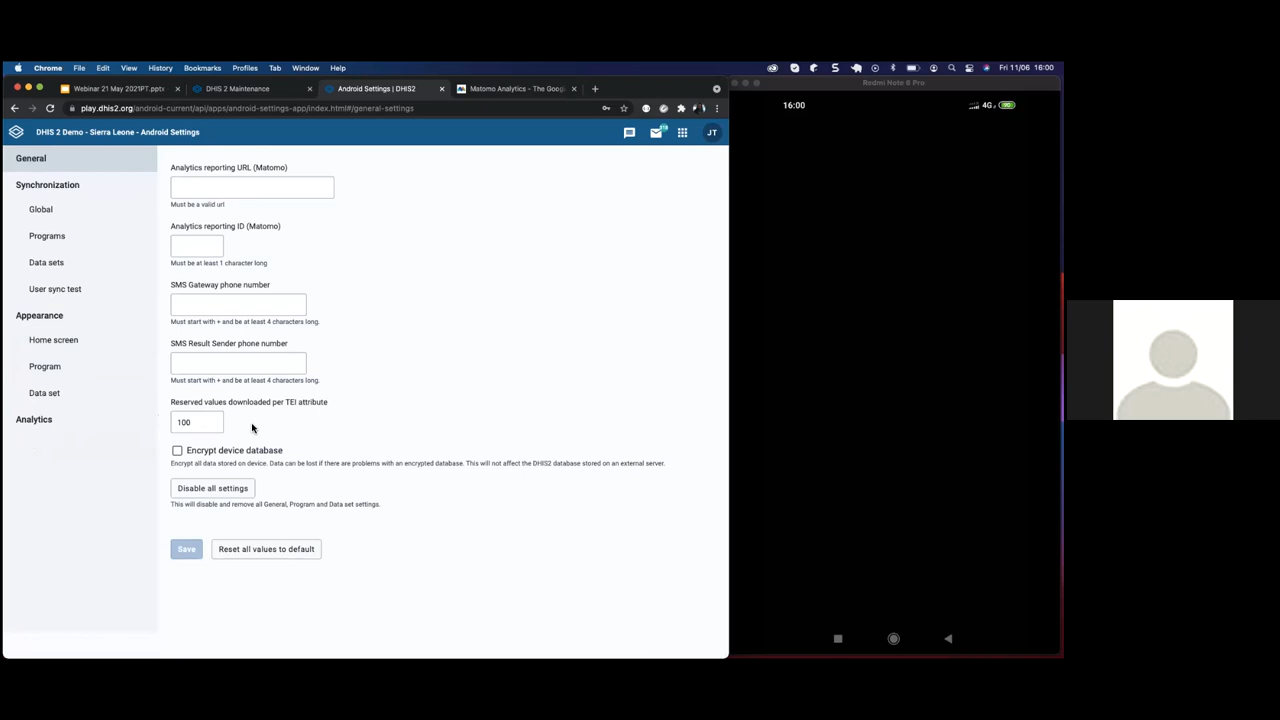 Chrome File Edit View History Bookmarks Profiles Tab Window Help
Fri 11/06 16:00
Redmi Note 8 Pro
Webinar 21 May 2021PT.pptx
DHIS 2 Maintenance
Android Settings | DHIS2
Matomo Analytics - The Goog
play.dhis2.org/android-current/api/apps/android-settings-app/index.html#/general-settings
16:00
4G
DHIS 2 Demo - Sierra Leone - Android Settings
JT
General
Synchronization
Global
Programs
Data sets
User sync test
Appearance
Home screen
Program
Data set
Analytics
Analytics reporting URL (Matomo)
Must be a valid url
Analytics reporting ID (Matomo)
Must be at least 1 character long
SMS Gateway phone number
Must start with + and be at least 4 characters long.
SMS Result Sender phone number
Must start with + and be at least 4 characters long.
Reserved values downloaded per TEI attribute
100
Encrypt device database
Encrypt all data stored on device. Data can be lost if there are problems with an encrypted database. This will not affect the DHIS2 database stored on an external server.
Disable all settings
This will disable and remove all General, Program and Data set settings.
Save
Reset all values to default